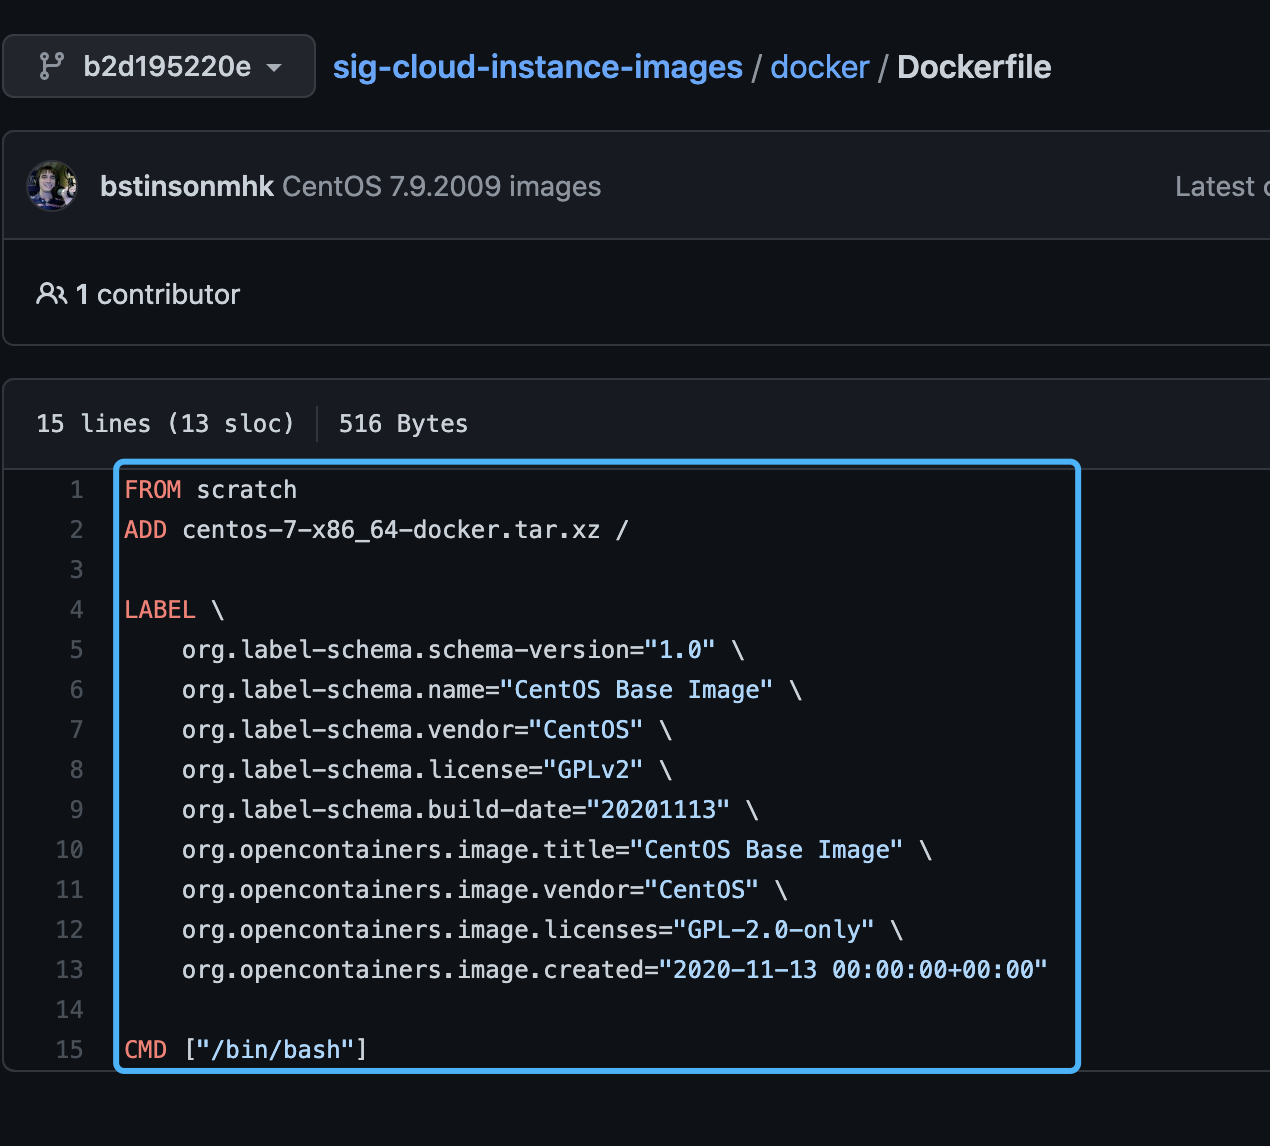 b2d195220e sig-cloud-instance-images / docker / Dockerfile
bstinsonmhk CentOS 7.9.2009 images Latest
1 contributor
15 lines (13 sloc) 516 Bytes
1 FROM scratch
2 ADD centos-7-x86_64-docker.tar.xz /
3
4 LABEL \
5     org.label-schema.schema-version="1.0" \
6     org.label-schema.name="CentOS Base Image" \
7     org.label-schema.vendor="CentOS" \
8     org.label-schema.license="GPLv2" \
9     org.label-schema.build-date="20201113" \
10     org.opencontainers.image.title="CentOS Base Image" \
11     org.opencontainers.image.vendor="CentOS" \
12     org.opencontainers.image.licenses="GPL-2.0-only" \
13     org.opencontainers.image.created="2020-11-13 00:00:00+00:00"
14
15 CMD ["/bin/bash"]